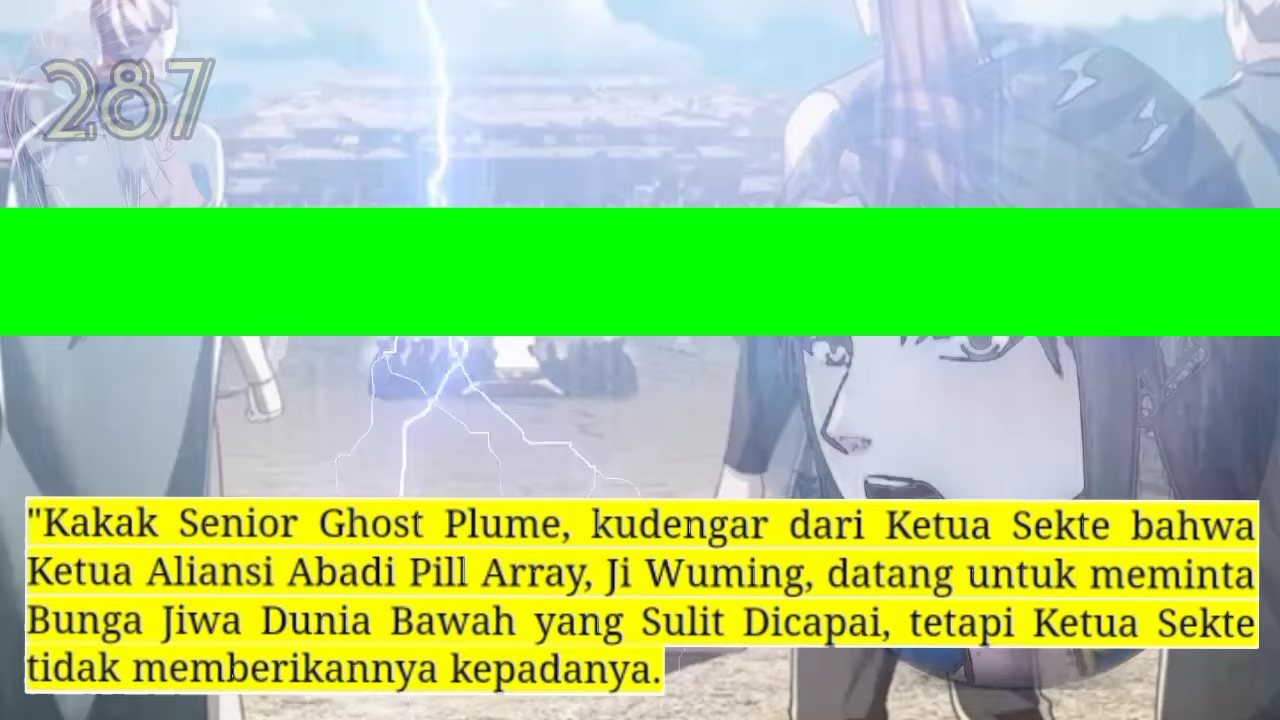 287
"Kakak Senior Ghost Plume, kudengar dari Ketua Sekte bahwa
Ketua Aliansi Abadi Pill Array, Ji Wuming, datang untuk meminta
Bunga Jiwa Dunia Bawah yang Sulit Dicapai, tetapi Ketua Sekte
tidak memberikannya kepadanya.